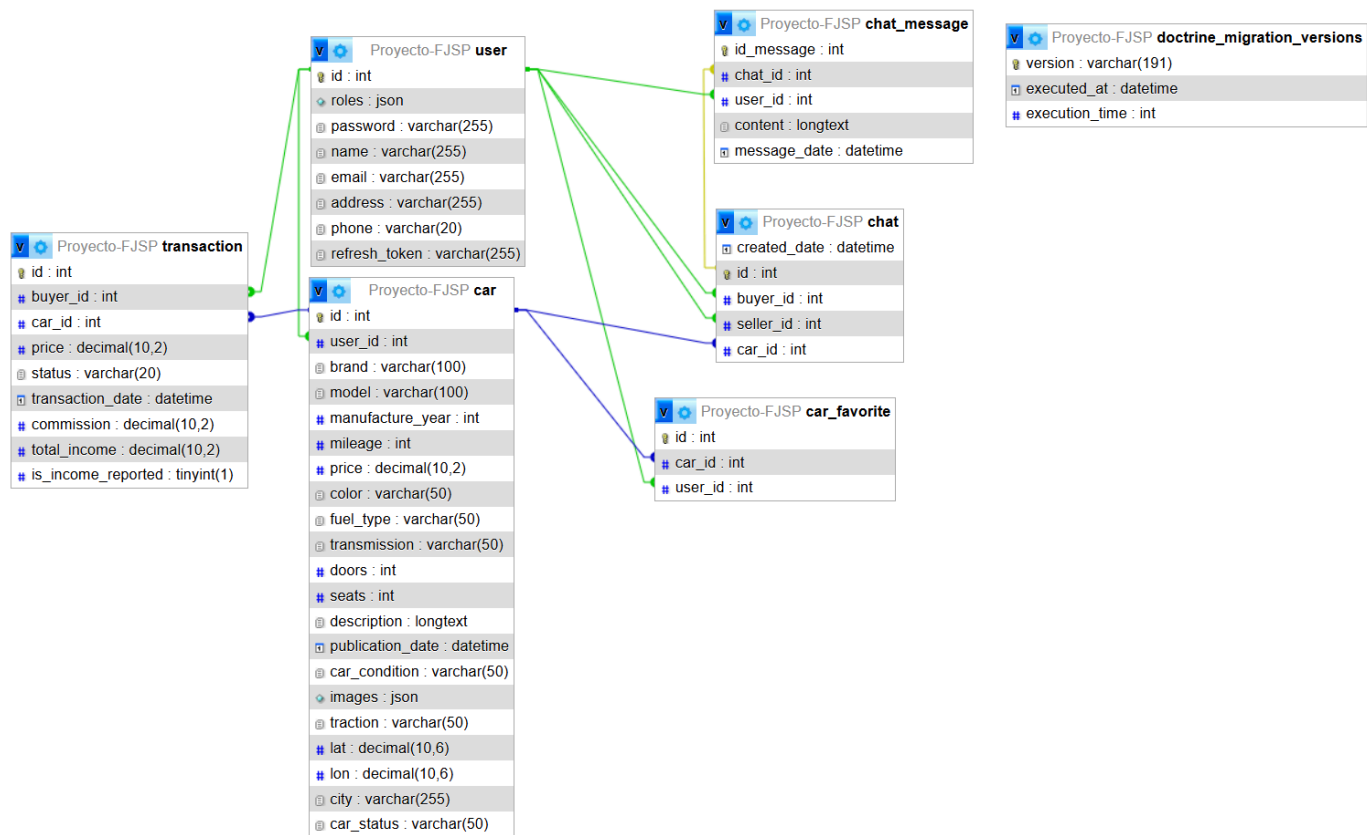 Proyecto-FJSP user
id : int
roles : json
password : varchar(255)
name : varchar(255)
email : varchar(255)
address : varchar(255)
phone : varchar(20)
refresh_token : varchar(255)
Proyecto-FJSP chat_message
id_message : int
chat_id : int
user_id : int
content : longtext
message_date : datetime
Proyecto-FJSP doctrine_migration_versions
version : varchar(191)
executed_at : datetime
execution_time : int
Proyecto-FJSP transaction
id : int
buyer_id : int
car_id : int
price : decimal(10,2)
status : varchar(20)
transaction_date : datetime
commission : decimal(10,2)
total_income : decimal(10,2)
is_income_reported : tinyint(1)
Proyecto-FJSP car
id : int
user_id : int
brand : varchar(100)
model : varchar(100)
manufacture_year : int
mileage : int
price : decimal(10,2)
color : varchar(50)
fuel_type : varchar(50)
transmission : varchar(50)
doors : int
seats : int
description : longtext
publication_date : datetime
car_condition : varchar(50)
images : json
traction : varchar(50)
lat : decimal(10,6)
lon : decimal(10,6)
city : varchar(255)
car_status : varchar(50)
Proyecto-FJSP chat
created_date : datetime
id : int
buyer_id : int
seller_id : int
car_id : int
Proyecto-FJSP car_favorite
id : int
car_id : int
user_id : int